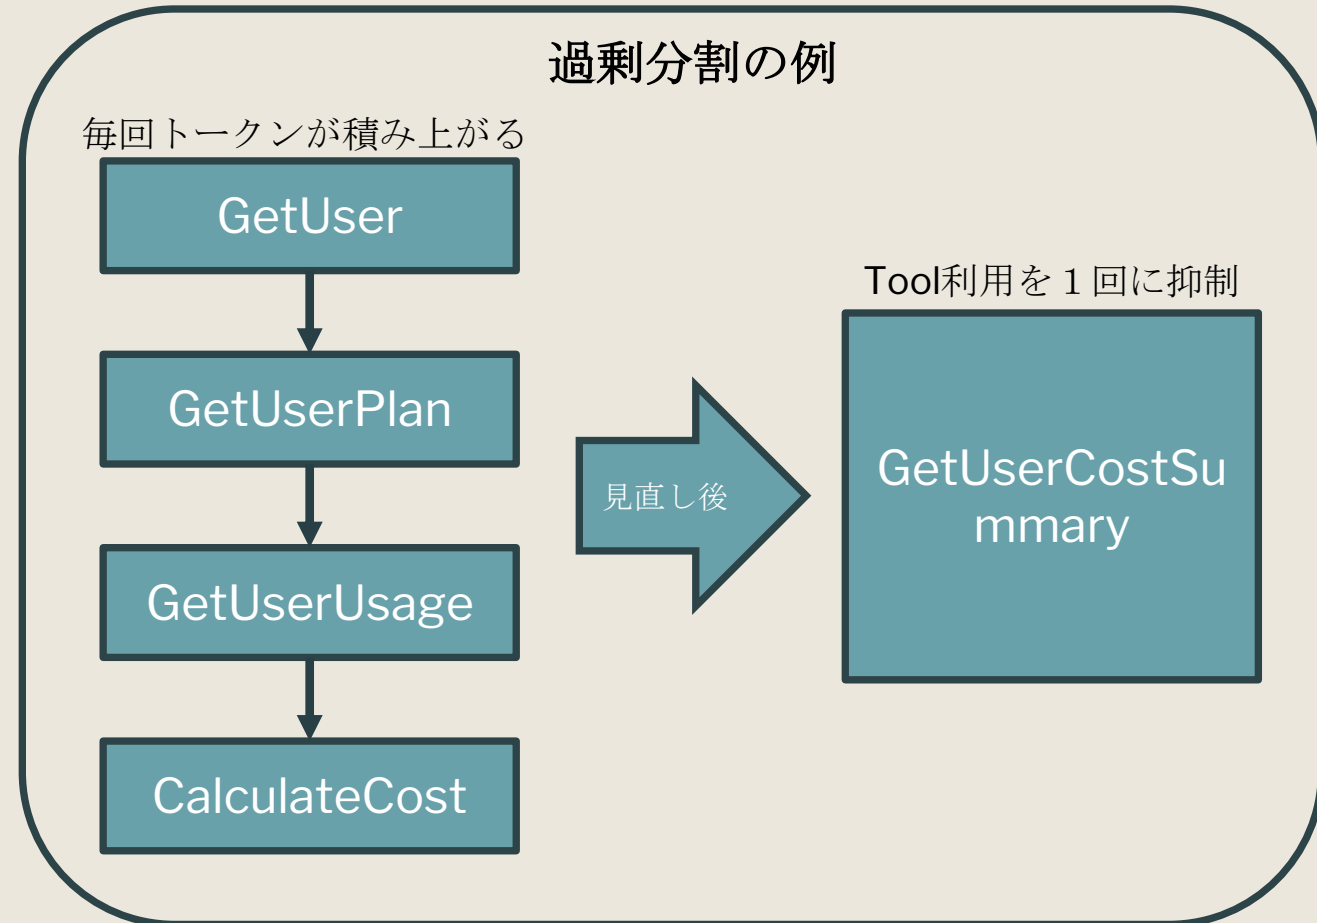 過剰分割の例
毎回トークンが積み上がる
GetUser
GetUserPlan
GetUserUsage
CalculateCost
見直し後
Tool利用を１回に抑制
GetUserCostSu
mmary